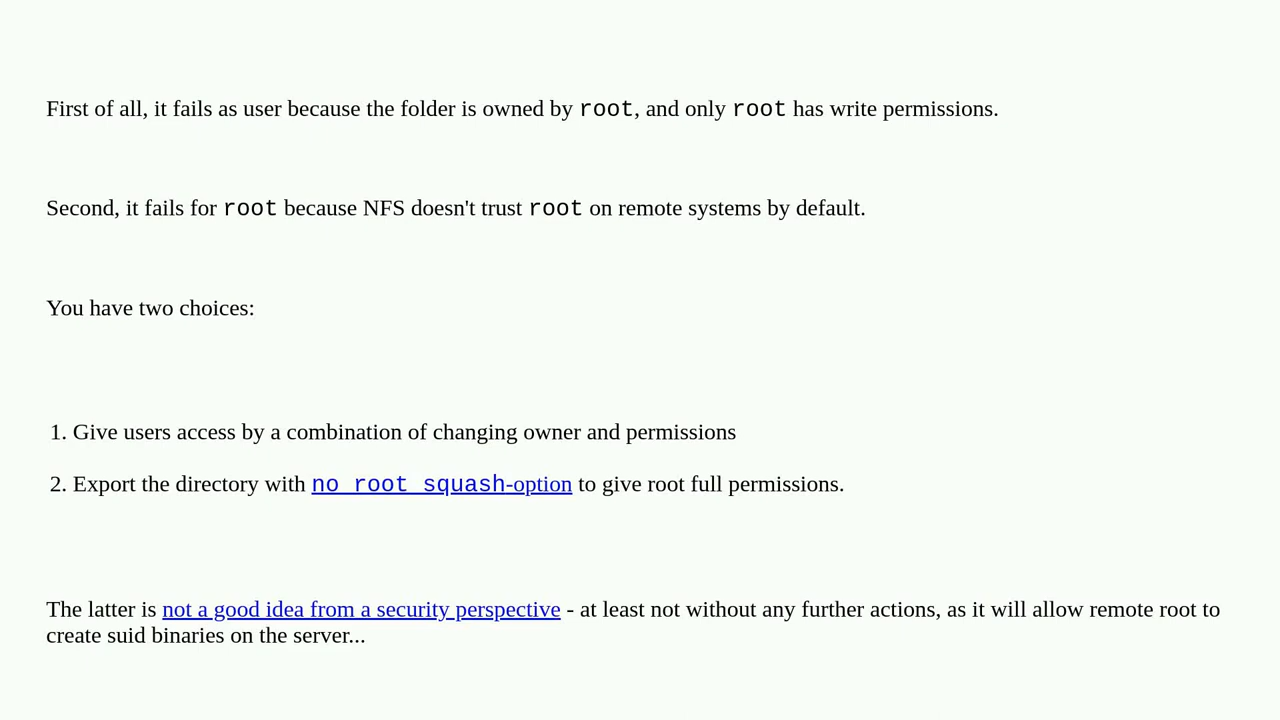 First of all, it fails as user because the folder is owned by root, and only root has write permissions.
Second, it fails for root because NFS doesn't trust root on remote systems by default.
You have two choices:
1. Give users access by a combination of changing owner and permissions
2. Export the directory with no_root_squash-option to give root full permissions.
The latter is not a good idea from a security perspective - at least not without any further actions, as it will allow remote root to
create suid binaries on the server...